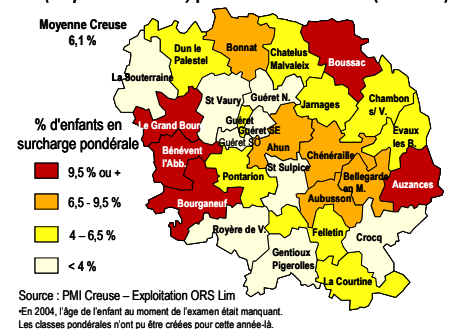 Moyenne Creuse
6,1 %
Dun le
Palestel
Bonnat
Chatelus
Malvaleix
Boussac
La Souterraine
St Vaury
Guéret N.
Jarnages
Chambon
s/ V.
Le Grand Bourg
Guéret
Guéret SE
Guéret SO
Evaux
les B.
% d'enfants en
surcharge pondérale
Bénévent
l'Abb.
Ahun
Chénéraille
9,5 % ou +
Pontarion
St Sulpice
Bellegarde
en M.
Auzances
6,5 - 9,5 %
Bourganeuf
Aubusson
4 – 6,5 %
Royère de V.
Felletin
Crocq
< 4 %
Gentioux
Pigerolles
La Courtine
Source : PMI Creuse – Exploitation ORS Lim
•En 2004, l'âge de l'enfant au moment de l'examen était manquant.
Les classes pondérales n'ont pu être créées pour cette année-là.